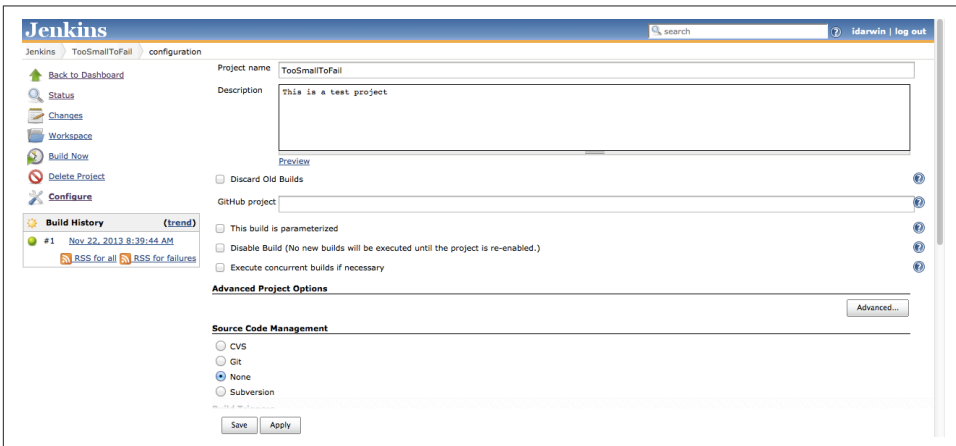 Jenkins
search
idarwin | log out
Jenkins TooSmallToFail configuration
Back to Dashboard
Status
Changes
Workspace
Build Now
Delete Project
Configure
Build History (trend)
#1 Nov 22, 2013 8:39:44 AM
RSS for all RSS for failures
Project name TooSmallToFail
Description This is a test project
Preview
Discard Old Builds
GitHub project
This build is parameterized
Disable Build (No new builds will be executed until the project is re-enabled.)
Execute concurrent builds if necessary
Advanced Project Options
Advanced...
Source Code Management
CVS
Git
None
Subversion
Save Apply